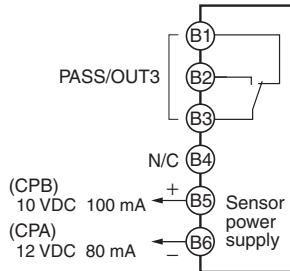 B1
PASS/OUT3 B2
B3
N/C B4
(CPB) +
10 VDC 100 mA B5 Sensor
(CPA) power
12 VDC 80 mA B6 supply
−